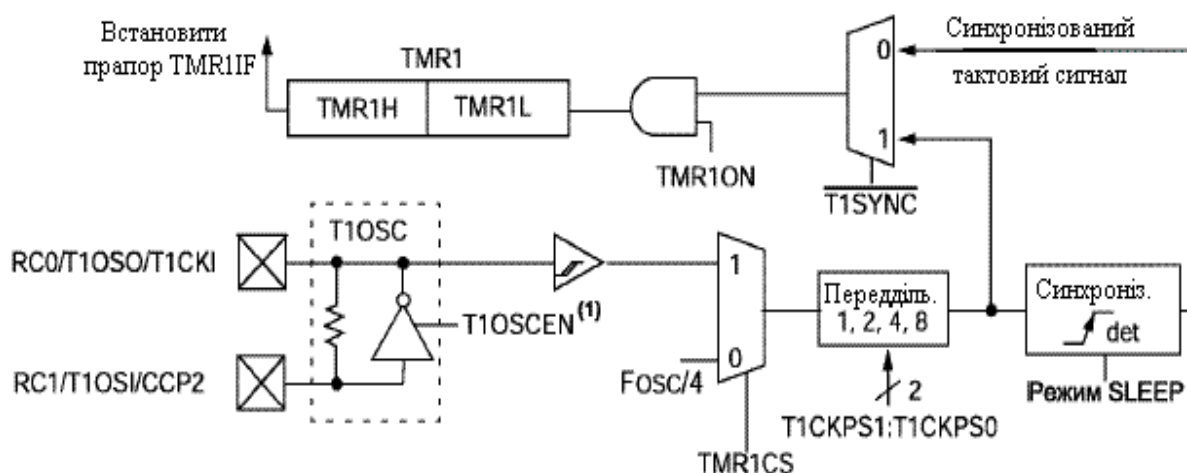 Встановити
прапор TMR1IF
TMR1
TMR1H
TMR1L
TMR1ON
0
1
T1SYNC
Синхронізований
тактовий сигнал
RC0/T1OSO/T1CKI
T1OSC
T1OSCEN (1)
RC1/T1OSI/CCP2
1
0
FOSC/4
TMR1CS
Передділь.
1, 2, 4, 8
2
T1CKPS1:T1CKPS0
Синхроніз.
det
Режим SLEEP